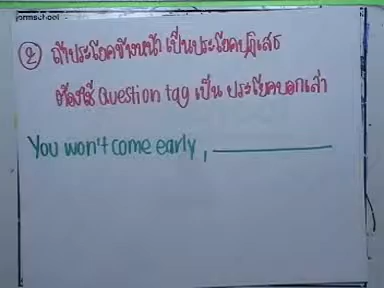 ormschool
② ถ้าประโยคข้างหน้า เป็นประโยคปฏิเสธ
ต้องใช้ Question tag เป็น ประโยคบอกเล่า
You won't come early, ____________